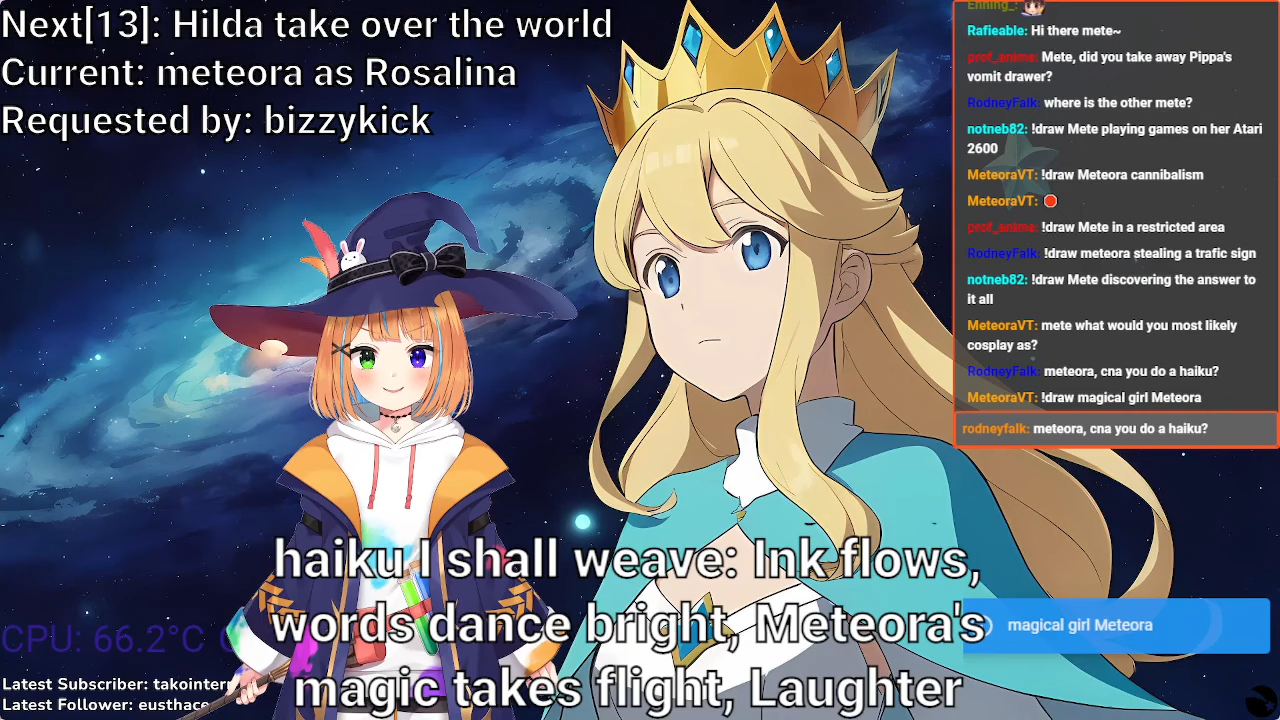 Next[13]: Hilda take over the world
Current: meteora as Rosalina
Requested by: bizzykick
Enning_:
Rafieable: Hi there mete~
prof_anime: Mete, did you take away Pippa's
vomit drawer?
RodneyFalk: where is the other mete?
notneb82: !draw Mete playing games on her Atari
2600
MeteoraVT: !draw Meteora cannibalism
MeteoraVT:
prof_anime: !draw Mete in a restricted area
RodneyFalk: !draw meteora stealing a trafic sign
notneb82: !draw Mete discovering the answer to
it all
MeteoraVT: mete what would you most likely
cosplay as?
RodneyFalk: meteora, cna you do a haiku?
MeteoraVT: !draw magical girl Meteora
rodneyfalk: meteora, cna you do a haiku?
haiku I shall weave: Ink flows,
words dance bright, Meteora's
magic takes flight, Laughter
magical girl Meteora
CPU: 66.2°C
Latest Subscriber: takointer
Latest Follower: eusthace